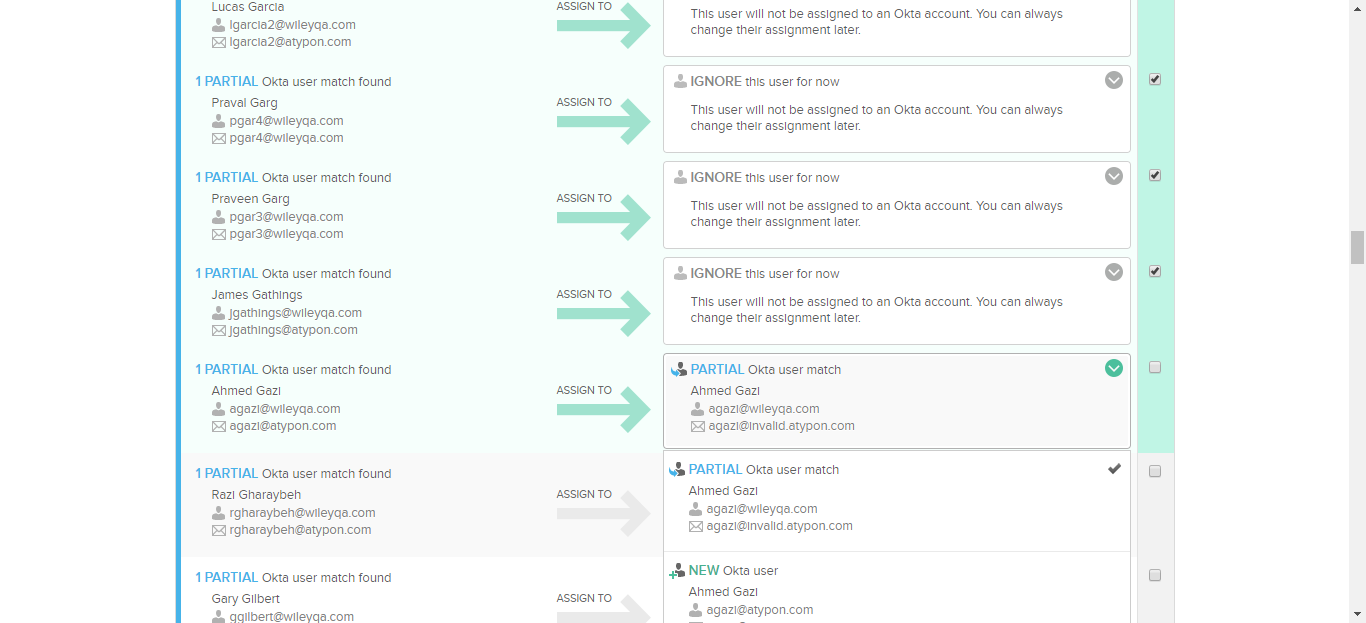 Lucas Garcia
lgarcia2@wileyqa.com
lgarcia2@atypon.com
ASSIGN TO
This user will not be assigned to an Okta account. You can always
change their assignment later.
1 PARTIAL Okta user match found
Praval Garg
pgar4@wileyqa.com
pgar4@wileyqa.com
ASSIGN TO
IGNORE this user for now
This user will not be assigned to an Okta account. You can always
change their assignment later.
1 PARTIAL Okta user match found
Praveen Garg
pgar3@wileyqa.com
pgar3@wileyqa.com
ASSIGN TO
IGNORE this user for now
This user will not be assigned to an Okta account. You can always
change their assignment later.
1 PARTIAL Okta user match found
James Gathings
jgathings@wileyqa.com
jgathings@atypon.com
ASSIGN TO
IGNORE this user for now
This user will not be assigned to an Okta account. You can always
change their assignment later.
1 PARTIAL Okta user match found
Ahmed Gazi
agazi@wileyqa.com
agazi@atypon.com
ASSIGN TO
PARTIAL Okta user match
Ahmed Gazi
agazi@wileyqa.com
agazi@invalid.atypon.com
1 PARTIAL Okta user match found
Razi Gharaybeh
rgharaybeh@wileyqa.com
rgharaybeh@atypon.com
ASSIGN TO
PARTIAL Okta user match
Ahmed Gazi
agazi@wileyqa.com
agazi@invalid.atypon.com
1 PARTIAL Okta user match found
Gary Gilbert
ggilbert@wileyqa.com
ASSIGN TO
NEW Okta user
Ahmed Gazi
agazi@atypon.com